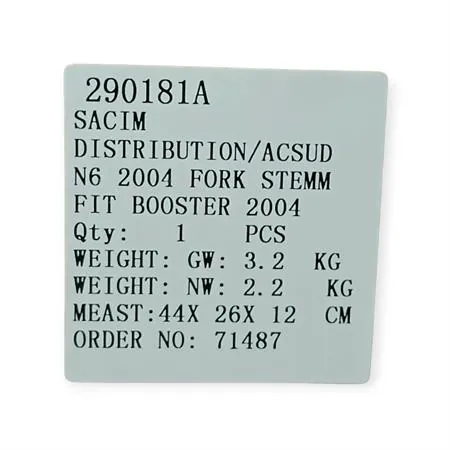 290181A
SACIM
DISTRIBUTION/ACSUD
N6 2004 FORK STEMM
FIT BOOSTER 2004
Qty: 1 PCS
WEIGHT: GW: 3.2 KG
WEIGHT: NW: 2.2 KG
MEAST:44X 26X 12 CM
ORDER NO: 71487